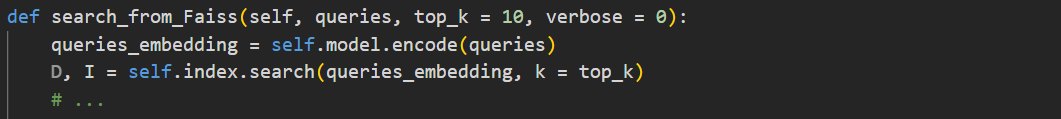 def search_from_Faiss(self, queries, top_k = 10, verbose = 0):
    queries_embedding = self.model.encode(queries)
    D, I = self.index.search(queries_embedding, k = top_k)
    # ...